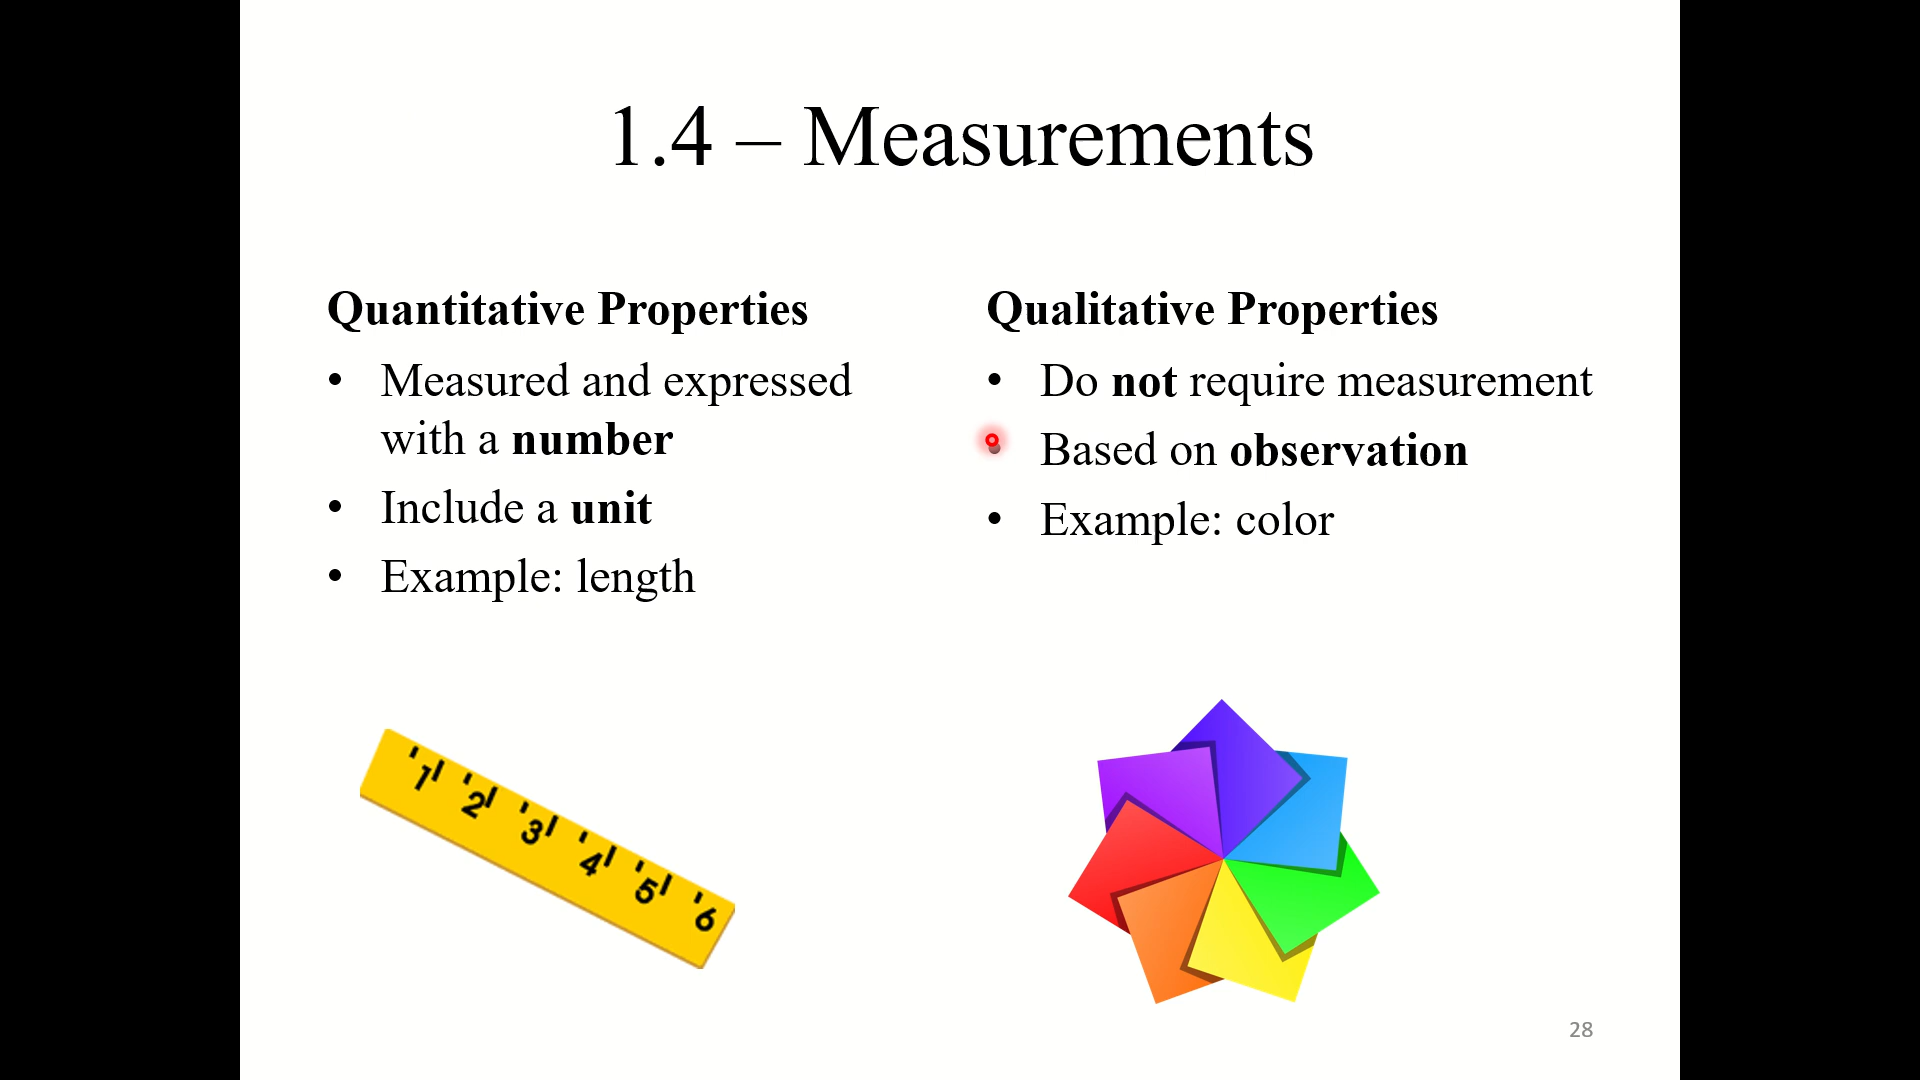 1.4 – Measurements
Quantitative Properties
• Measured and expressed
with a number
• Include a unit
• Example: length
Qualitative Properties
• Do not require measurement
• Based on observation
• Example: color
1 2 3 4 5 6
28